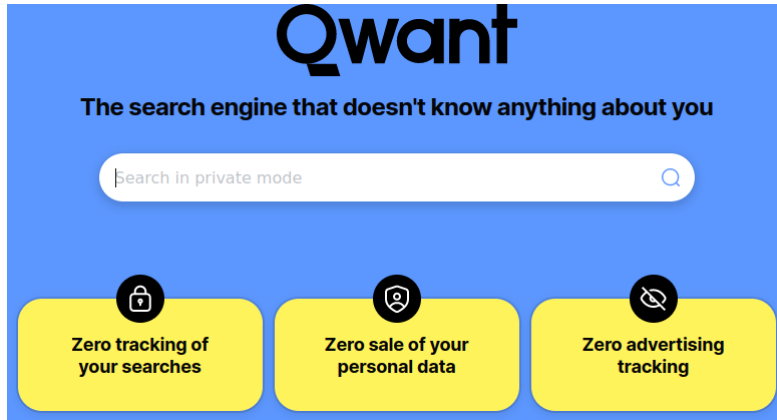 Qwant
The search engine that doesn't know anything about you
Search in private mode
Zero tracking of
your searches
Zero sale of your
personal data
Zero advertising
tracking